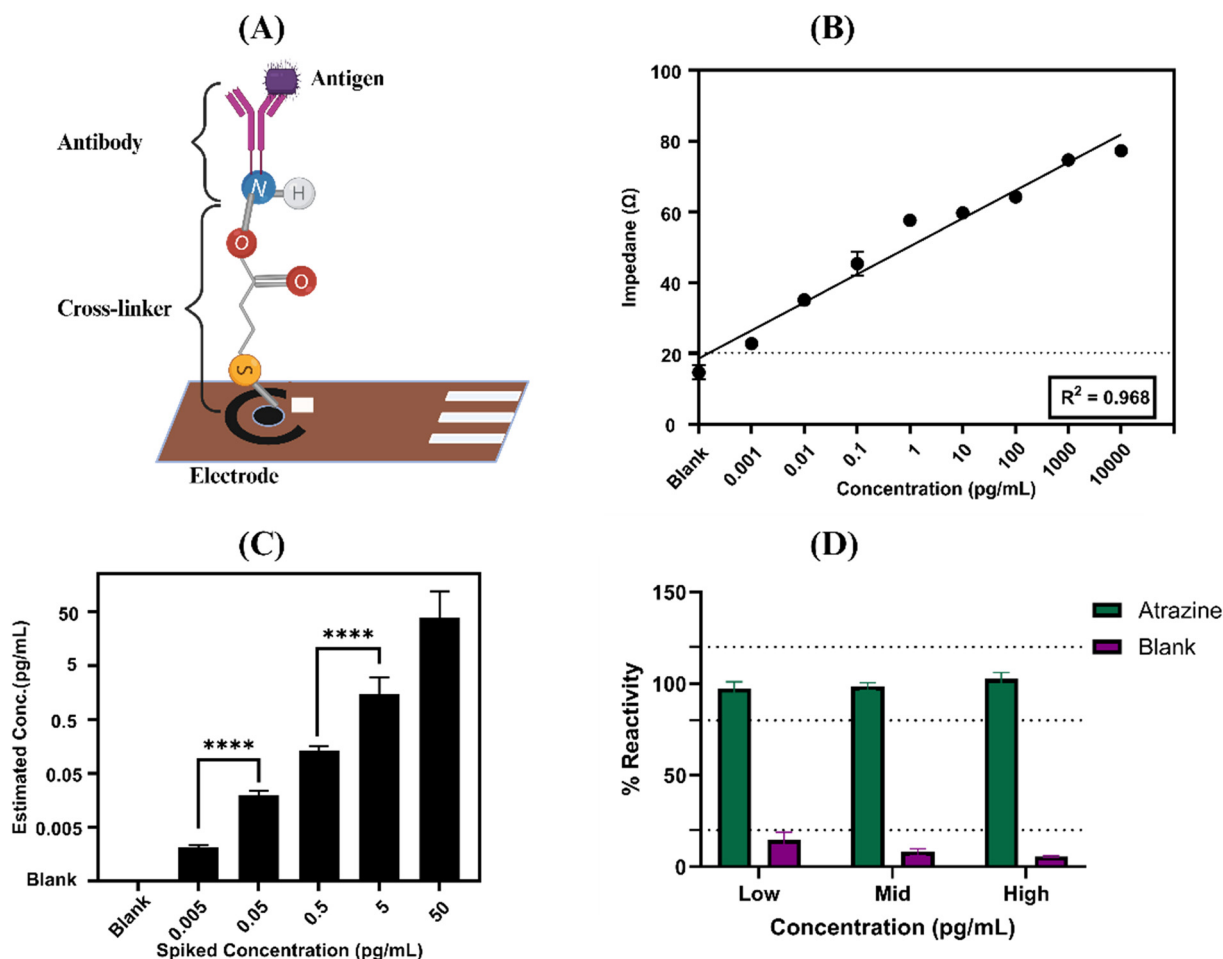 (A)
Antigen
Antibody
N
H
O
O
Cross-linker
S
Electrode
(B)
100
80
60
40
20
0
Impedane (Ω)
R² = 0.968
Blank
0.001
0.01
0.1
1
10
100
1000
10000
Concentration (pg/mL)
(C)
Estimated Conc.(pg/mL)
50
5
0.5
0.05
0.005
Blank
****
****
Blank
0.005
0.05
0.5
5
50
Spiked Concentration (pg/mL)
(D)
% Reactivity
150
100
50
0
Atrazine
Blank
Low
Mid
High
Concentration (pg/mL)